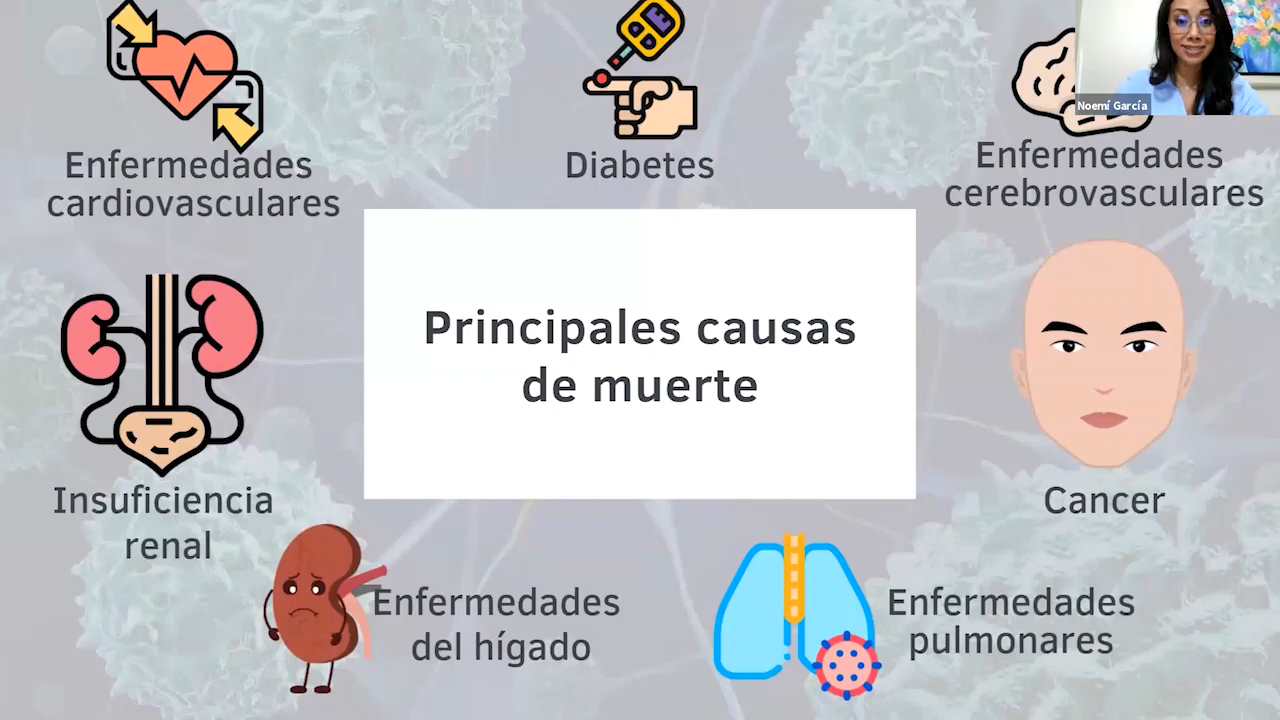 Noemí García
Enfermedades
cardiovasculares
Diabetes
Enfermedades
cerebrovasculares
Principales causas
de muerte
Insuficiencia
renal
Cancer
Enfermedades
del hígado
Enfermedades
pulmonares